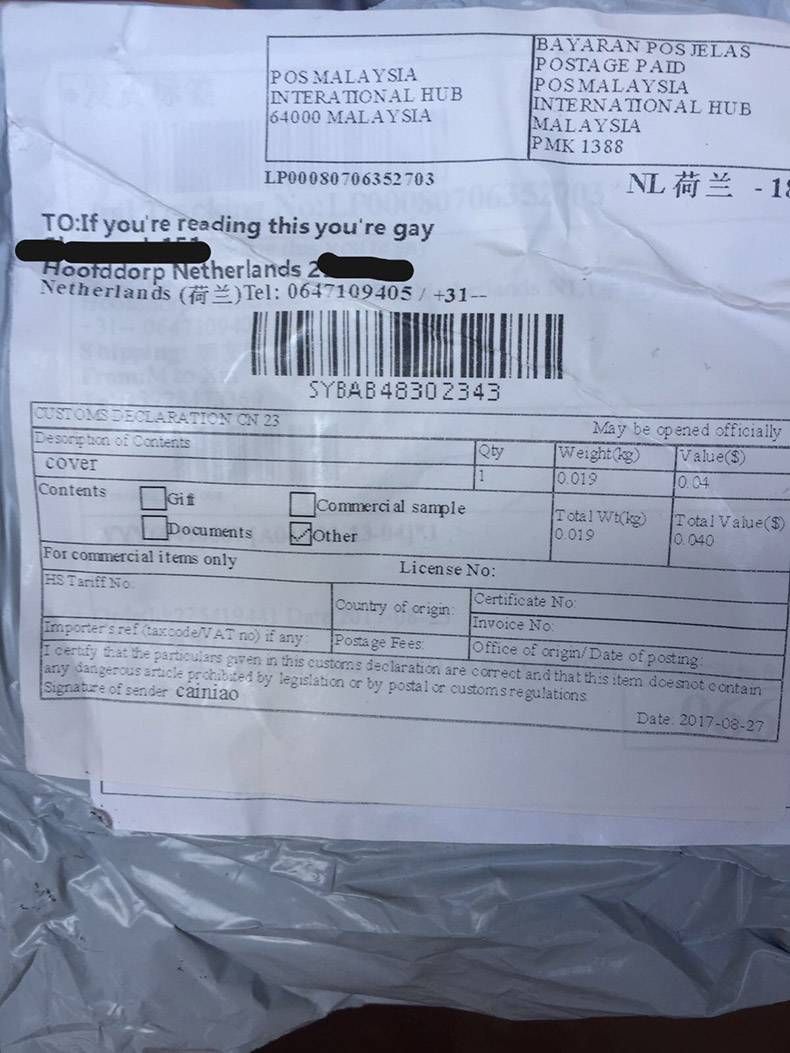 POS MALAYSIA
INTERATIONAL HUB
64000 MALAYSIA
BAYARAN POS JELAS
POSTAGE PAID
POS MALAYSIA
INTERNATIONAL HUB
MALAYSIA
PMK 1388
LP00080706352703
NL 荷兰 - 18
TO:If you're reading this you're gay
Hoofddorp Netherlands 2
Netherlands (荷兰)Tel: 0647109405 / +31--
SYBAB48302343
CUSTOMS DECLARATION CN 23
May be opened officially
Description of Contents
Qty
Weight(kg)
Value($)
cover
1
0.019
0.04
Contents
Gift
Commercial sample
Documents
Other
Total Wt(kg)
0.019
Total Value($)
0.040
For commercial items only
License No:
HS Tariff No:
Country of origin:
Certificate No:
Invoice No:
Importer's ref (taxcode/VAT no) if any:
Postage Fees:
Office of origin/Date of posting:
I certify that the particulars given in this customs declaration are correct and that this item doesnot contain
any dangerous article prohibited by legislation or by postal or customs regulations
Signature of sender cainiao
Date: 2017-08-27